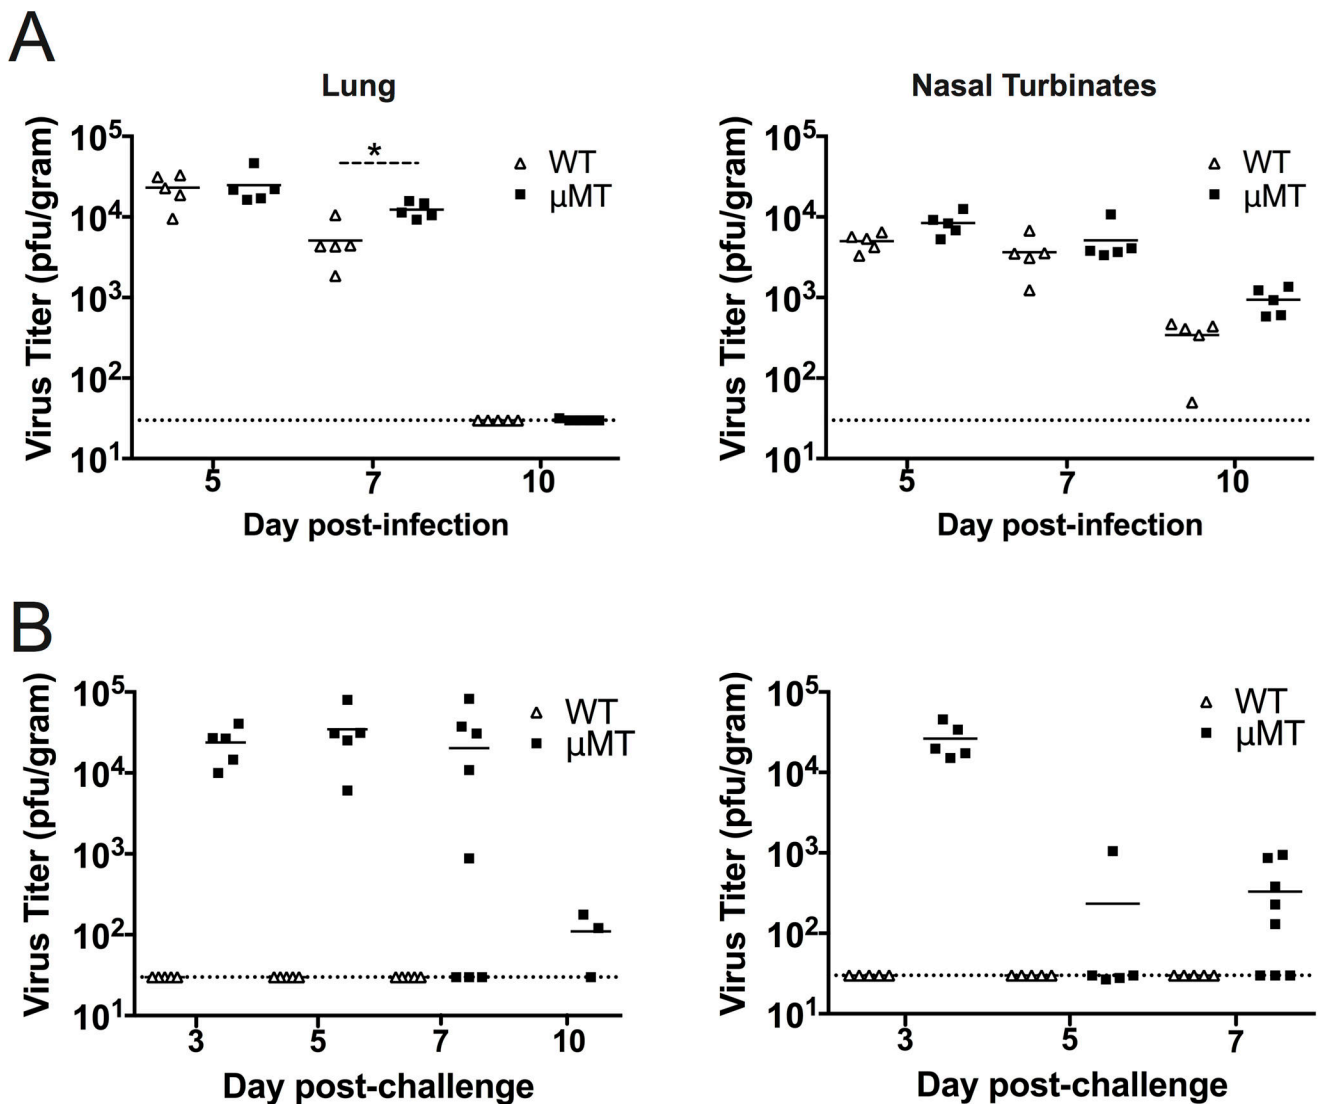 A
Lung
Virus Titer (pfu/gram)
10⁵
10⁴
10³
10²
10¹
*
WT
µMT
5 7 10
Day post-infection
Nasal Turbinates
Virus Titer (pfu/gram)
10⁵
10⁴
10³
10²
10¹
WT
µMT
5 7 10
Day post-infection
B
Virus Titer (pfu/gram)
10⁵
10⁴
10³
10²
10¹
WT
µMT
3 5 7 10
Day post-challenge
Virus Titer (pfu/gram)
10⁵
10⁴
10³
10²
10¹
WT
µMT
3 5 7
Day post-challenge